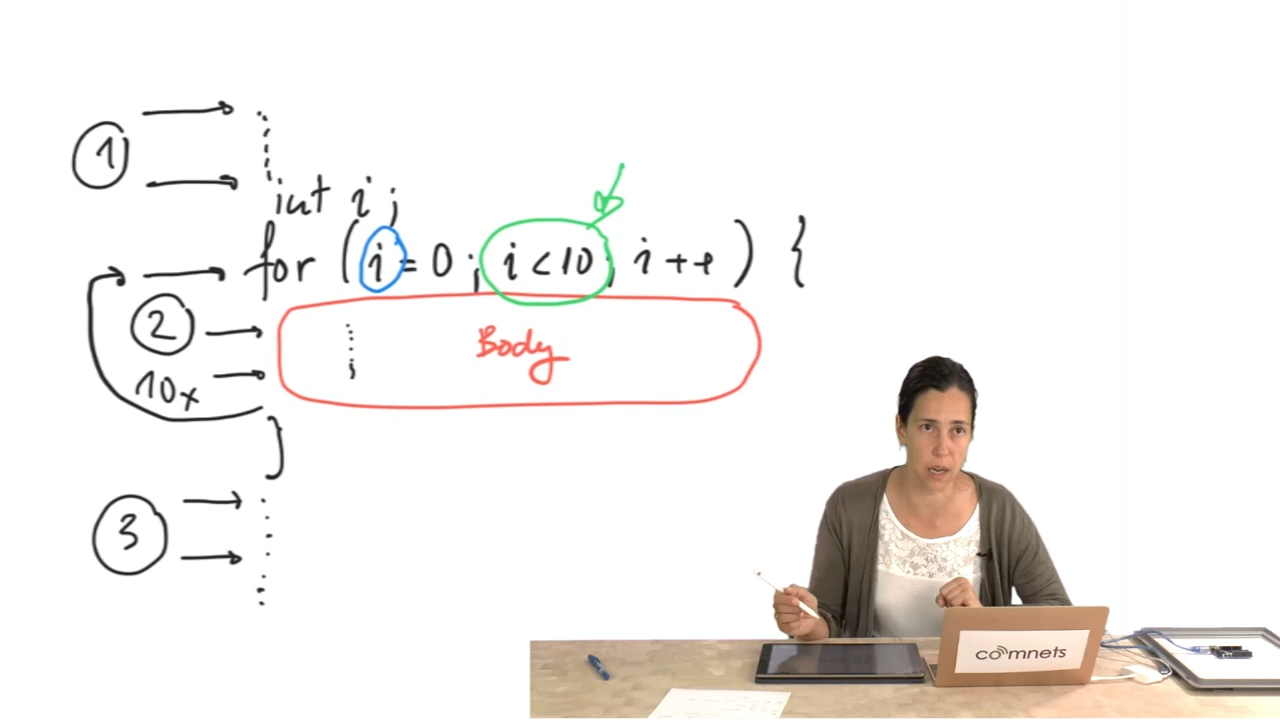 1
int i;
for (i = 0; i < 10; i++) {
2
Body
10x
;
}
3
comnets